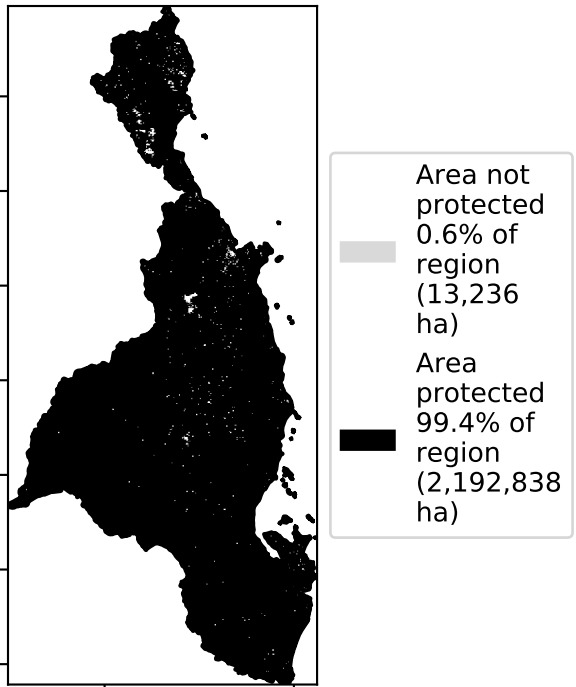 Area not
protected
0.6% of
region
(13,236
ha)
Area
protected
99.4% of
region
(2,192,838
ha)